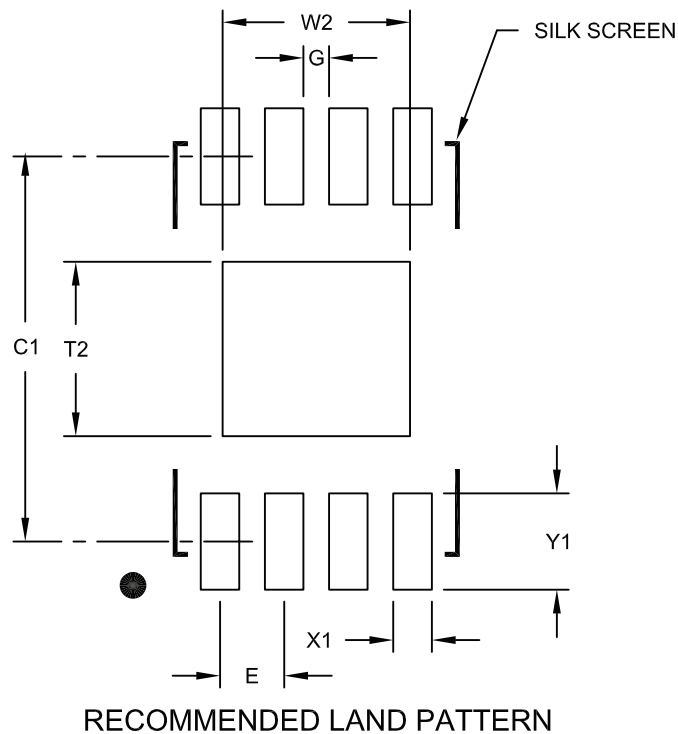 W2
SILK SCREEN
G
C1
T2
Y1
X1
E
RECOMMENDED LAND PATTERN